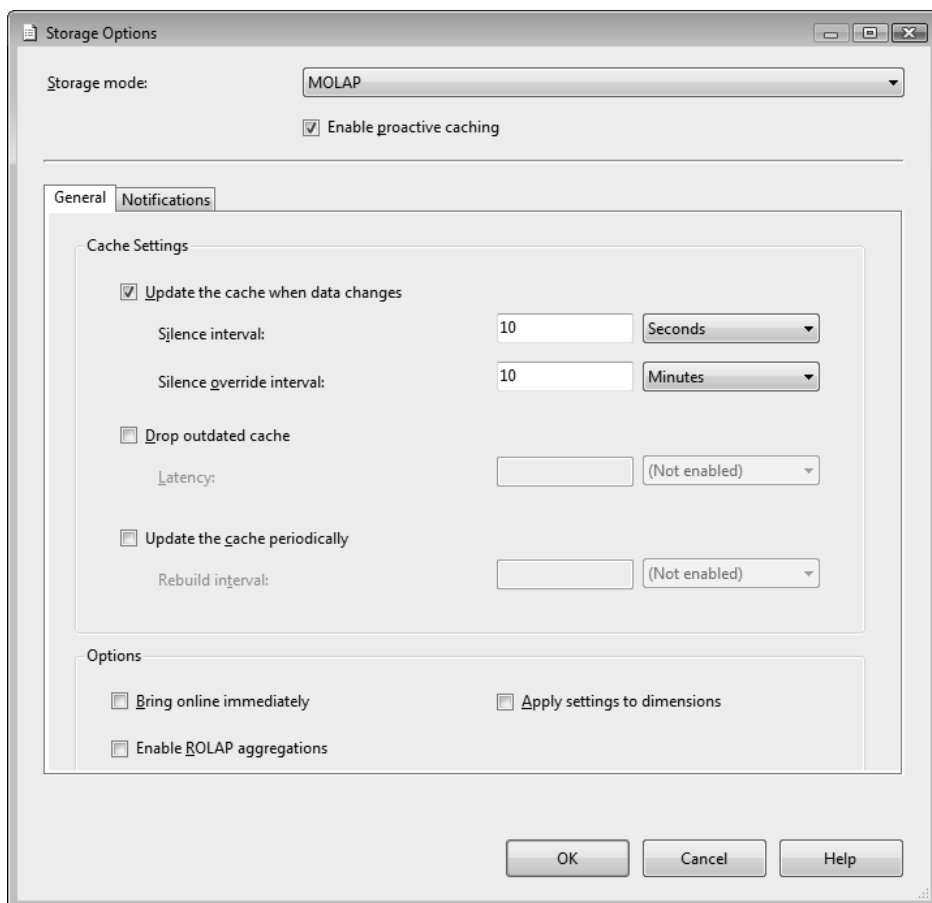 Storage Options
Storage mode:
MOLAP
Enable proactive caching
General
Notifications
Cache Settings
Update the cache when data changes
Silence interval:
10
Seconds
Silence override interval:
10
Minutes
Drop outdated cache
Latency:
(Not enabled)
Update the cache periodically
Rebuild interval:
(Not enabled)
Options
Bring online immediately
Apply settings to dimensions
Enable ROLAP aggregations
OK
Cancel
Help